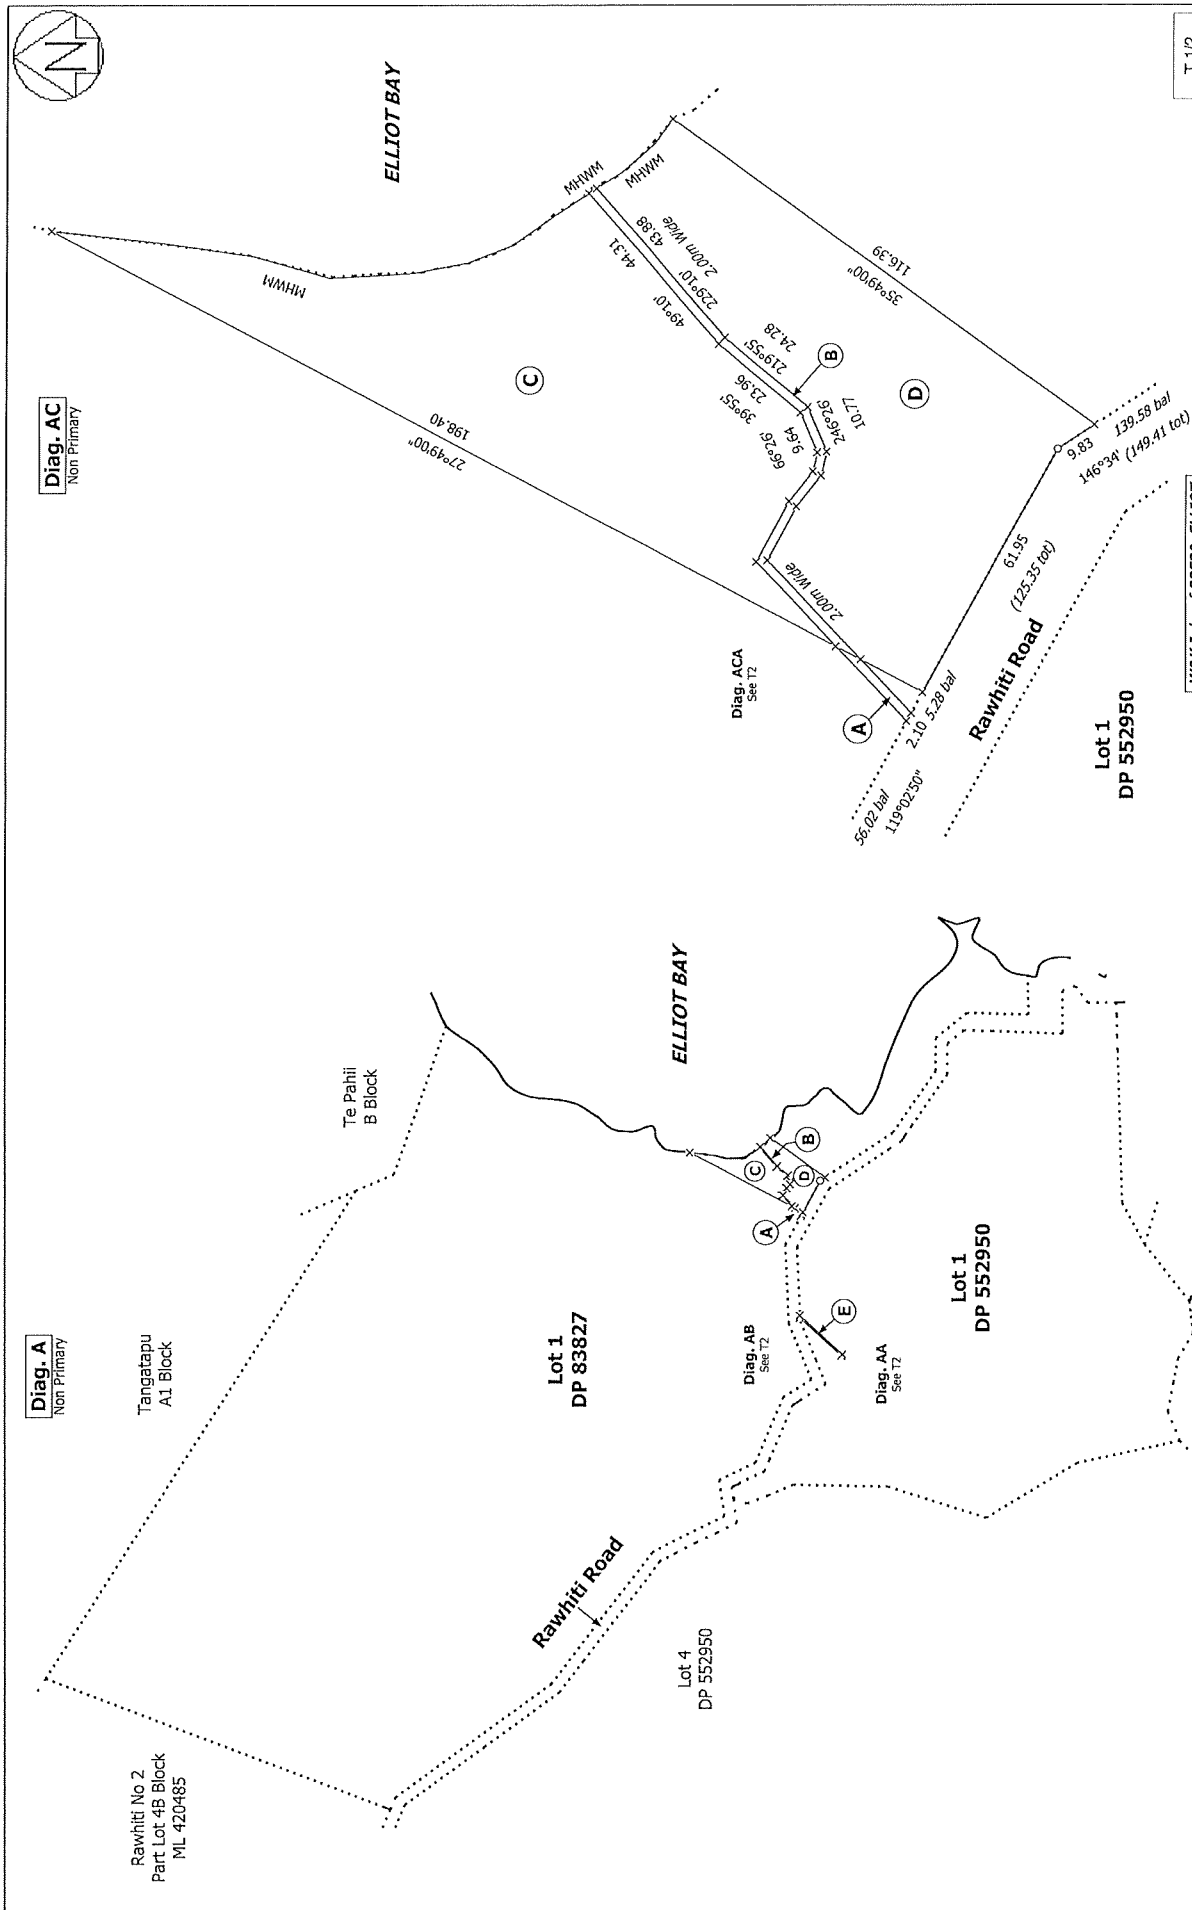 Diag. A
Non Primary
Rawhiti No 2
Part Lot 4B Block
ML 420485
Tangatapu
A1 Block
Te Pahii
B Block
ELLIOT BAY
Lot 1
DP 83827
Rawhiti Road
Lot 4
DP 552950
Diag. AB
See T2
Diag. AA
See T2
A
B
C
D
E
Lot 1
DP 552950
Diag. AC
Non Primary
N
ELLIOT BAY
MHWM
MHWM
MHWM
27°49'00"
198.40
C
49°10'
44.31
229°10'
43.88
2.00m Wide
39°55'
23.96
219°55'
24.28
B
66°26'
9.64
246°26'
10.77
D
35°49'00"
116.39
2.00m Wide
Diag. ACA
See T2
A
56.02 bal
119°02'50"
2.10
5.28 bal
61.95
(125.35 tot)
9.83
139.58 bal
146°34' (149.41 tot)
Rawhiti Road
Lot 1
DP 552950
T 1/2